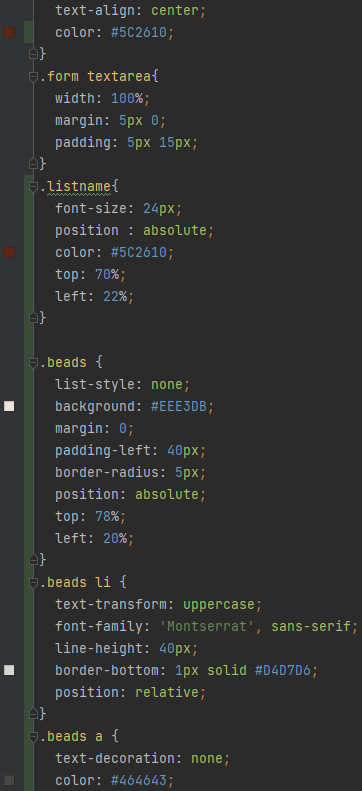 text-align: center;
color: #5C2610;
}
.form textarea{
width: 100%;
margin: 5px 0;
padding: 5px 15px;
}
.listname{
font-size: 24px;
position : absolute;
color: #5C2610;
top: 70%;
left: 22%;
}
.beads {
list-style: none;
background: #EEE3DB;
margin: 0;
padding-left: 40px;
border-radius: 5px;
position: absolute;
top: 78%;
left: 20%;
}
.beads li {
text-transform: uppercase;
font-family: 'Montserrat', sans-serif;
line-height: 40px;
border-bottom: 1px solid #D4D7D6;
position: relative;
}
.beads a {
text-decoration: none;
color: #464643;